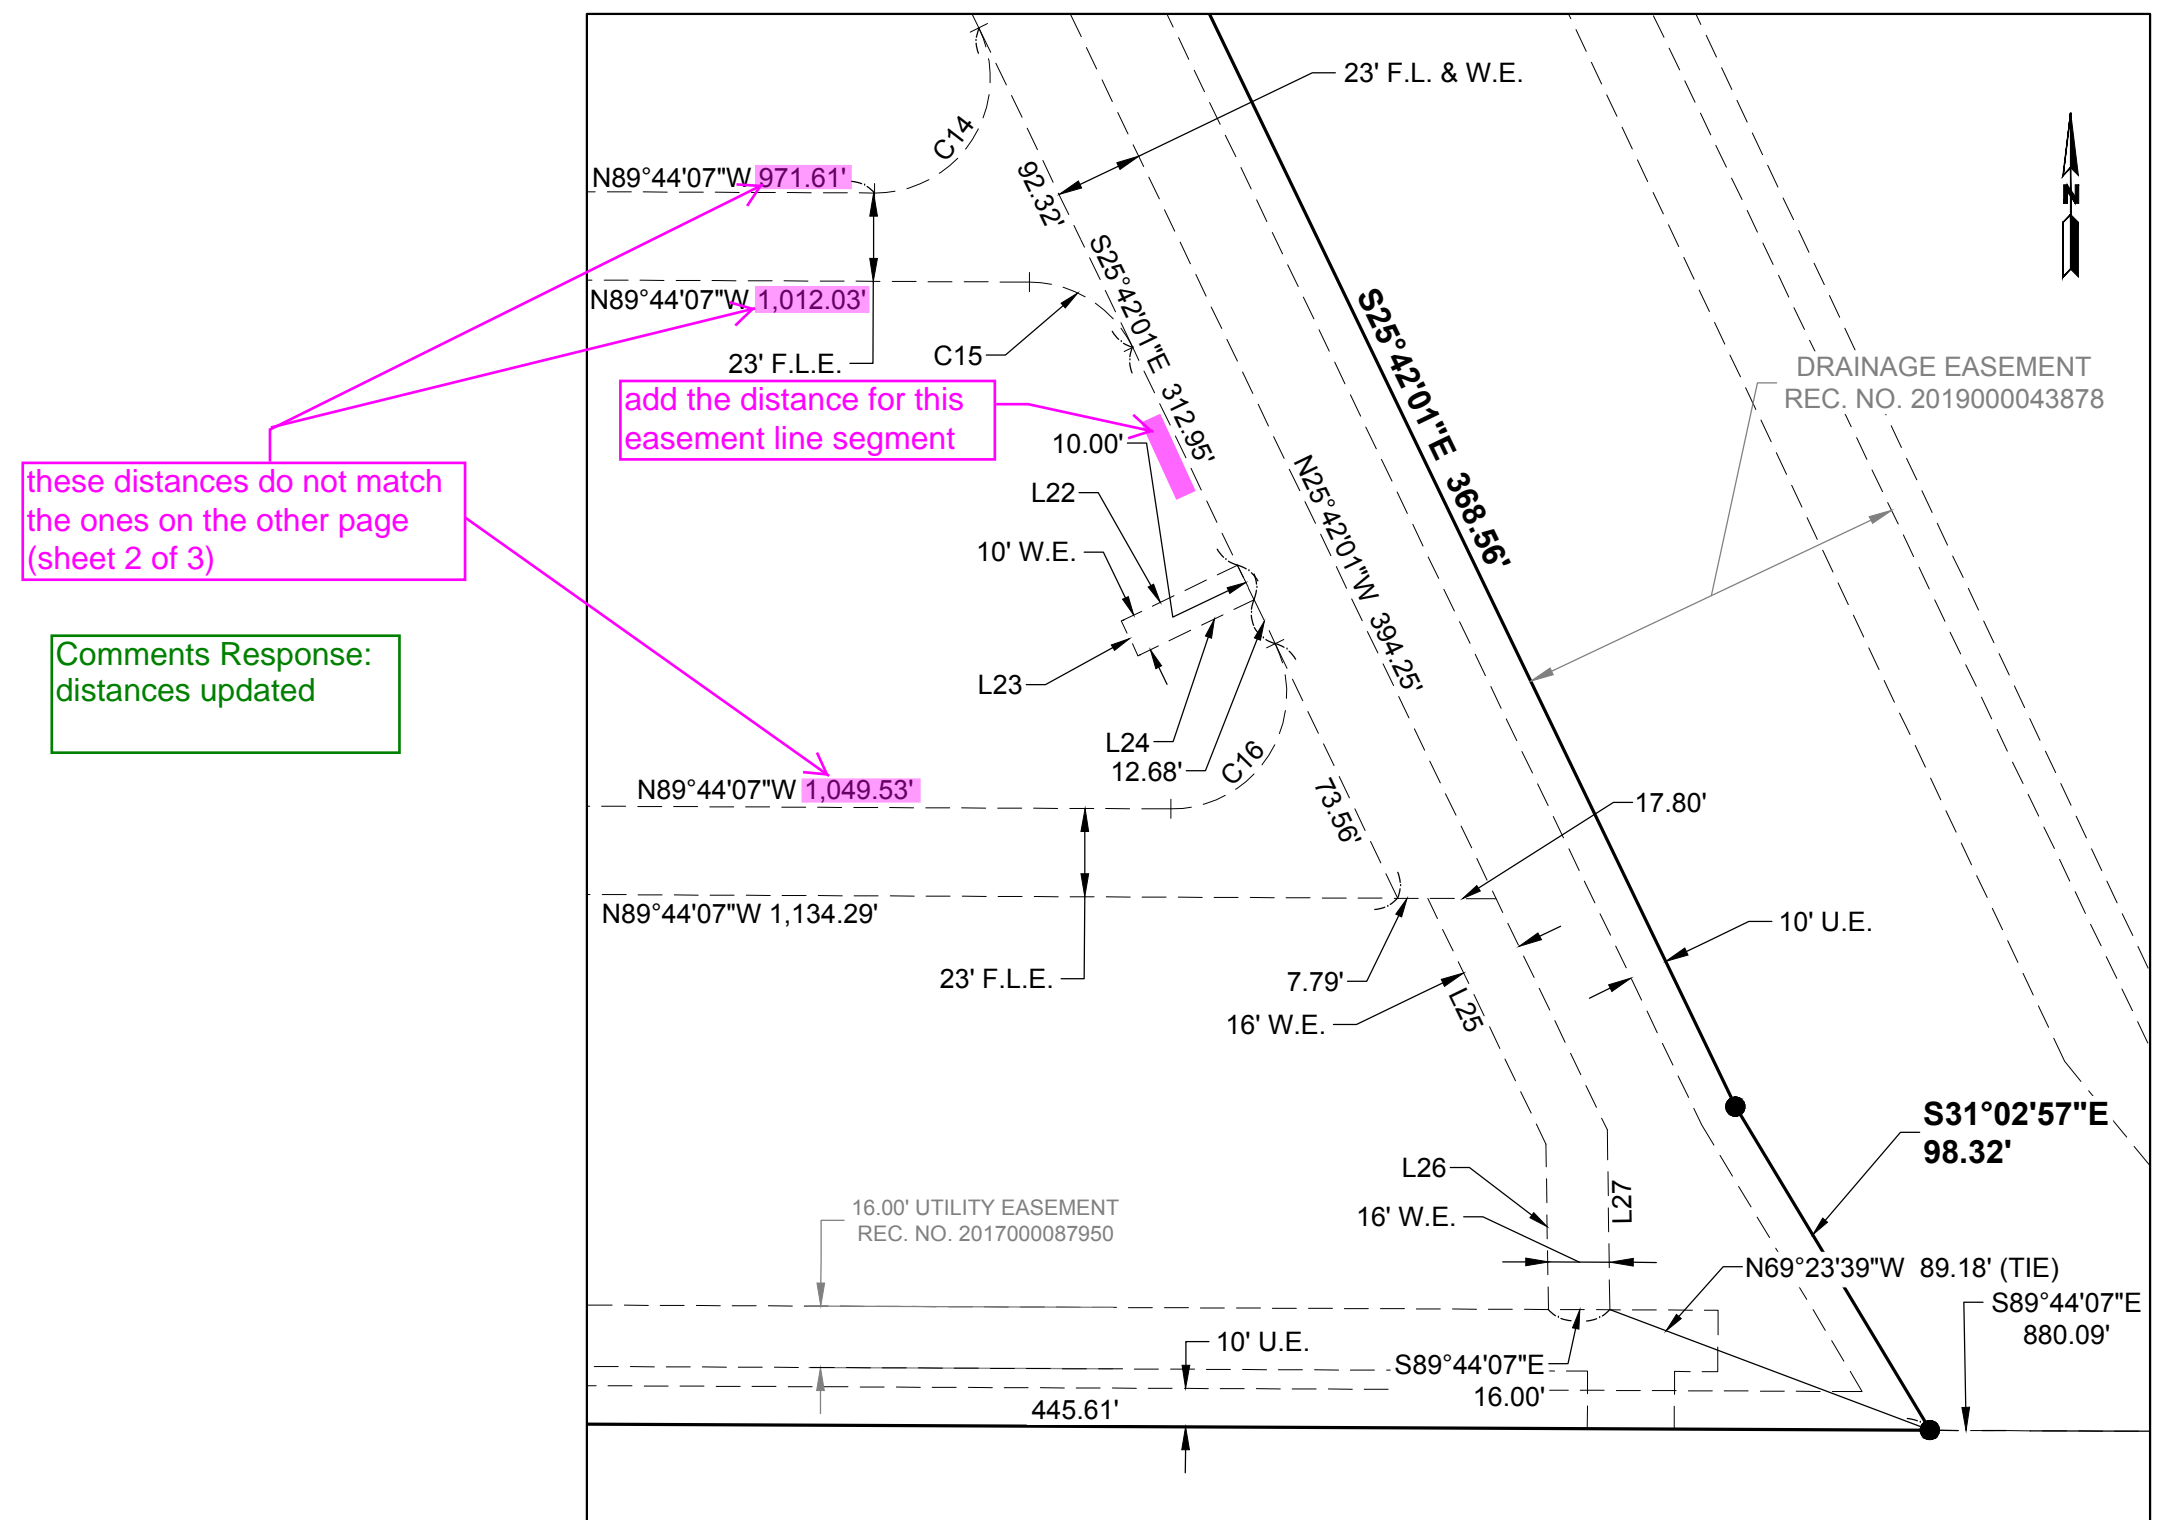 23' F.L. & W.E.
C14
N89°44'07"W 971.61'
92.32'
N
S25°42'01"E 312.95'
N89°44'07"W 1,012.03'
S25°42'01"E 368.56'
23' F.L.E.
C15
DRAINAGE EASEMENT
REC. NO. 2019000043878
add the distance for this
easement line segment
10.00'
these distances do not match
the ones on the other page
(sheet 2 of 3)
L22
N25°42'01"W 394.25'
10' W.E.
Comments Response:
distances updated
L23
L24
12.68'
C16
N89°44'07"W 1,049.53'
73.56'
17.80'
N89°44'07"W 1,134.29'
10' U.E.
23' F.L.E.
7.79'
16' W.E.
L25
S31°02'57"E
98.32'
L26
L27
16' W.E.
16.00' UTILITY EASEMENT
REC. NO. 2017000087950
N69°23'39"W 89.18' (TIE)
S89°44'07"E
880.09'
10' U.E.
S89°44'07"E
16.00'
445.61'